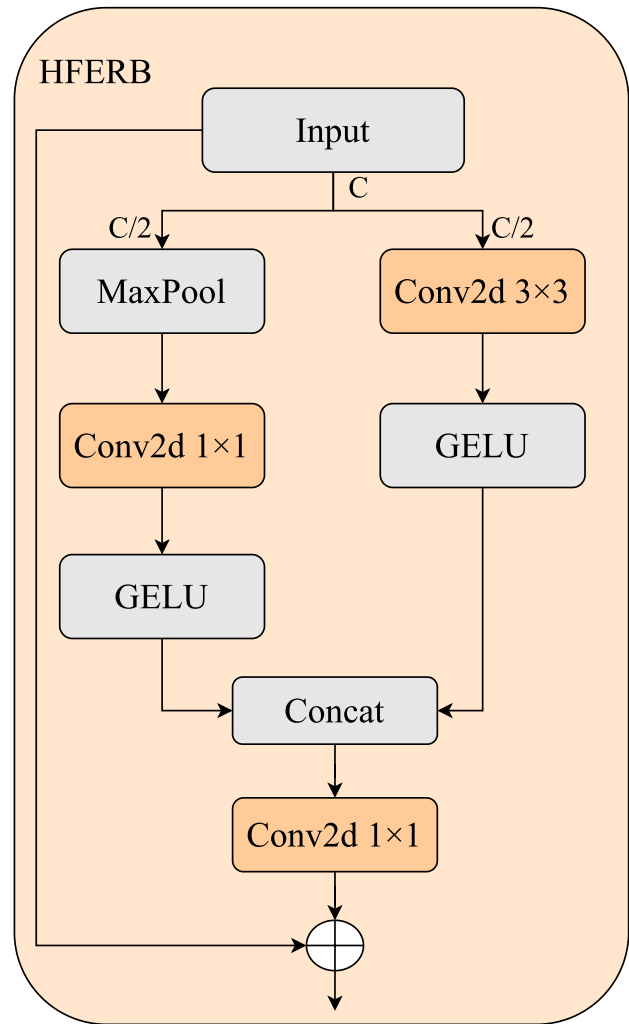 HFERB
Input
C
C/2
C/2
MaxPool
Conv2d 3×3
Conv2d 1×1
GELU
GELU
Concat
Conv2d 1×1